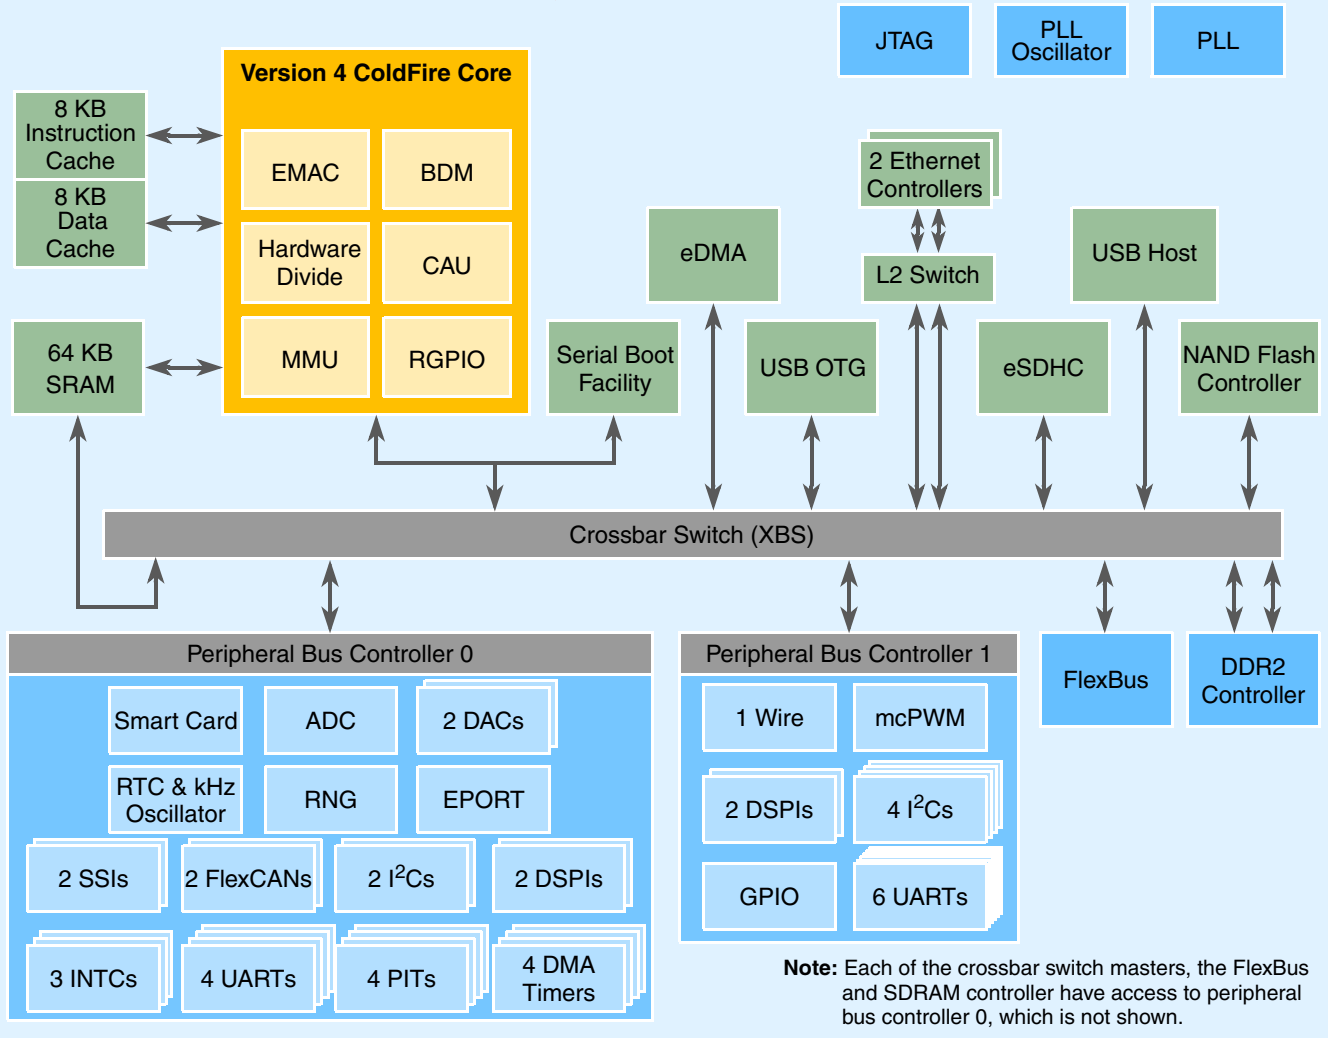 JTAG
PLL
Oscillator
PLL
Version 4 ColdFire Core
8 KB
Instruction
Cache
8 KB
Data
Cache
64 KB
SRAM
EMAC
BDM
Hardware
Divide
CAU
MMU
RGPIO
Serial Boot
Facility
eDMA
USB OTG
2 Ethernet
Controllers
L2 Switch
eSDHC
USB Host
NAND Flash
Controller
Crossbar Switch (XBS)
Peripheral Bus Controller 0
Smart Card
ADC
2 DACs
RTC & kHz
Oscillator
RNG
EPORT
2 SSIs
2 FlexCANs
2 I²Cs
2 DSPIs
3 INTCs
4 UARTs
4 PITs
4 DMA
Timers
Peripheral Bus Controller 1
1 Wire
mcPWM
2 DSPIs
4 I²Cs
GPIO
6 UARTs
FlexBus
DDR2
Controller
Note: Each of the crossbar switch masters, the FlexBus
and SDRAM controller have access to peripheral
bus controller 0, which is not shown.